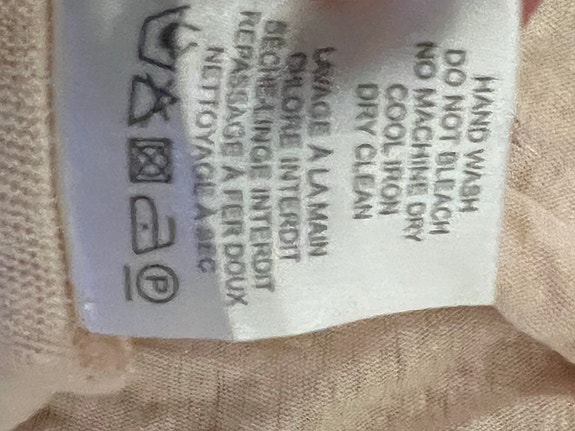 HAND WASH
DO NOT BLEACH
NO MACHINE DRY
COOL IRON
DRY CLEAN
LAVAGE A LA MAIN
CHLORE INTERDIT
SECHE-LINGE INTERDIT
REPASSAGE A FER DOUX
NETTOYAGE A SEC
P